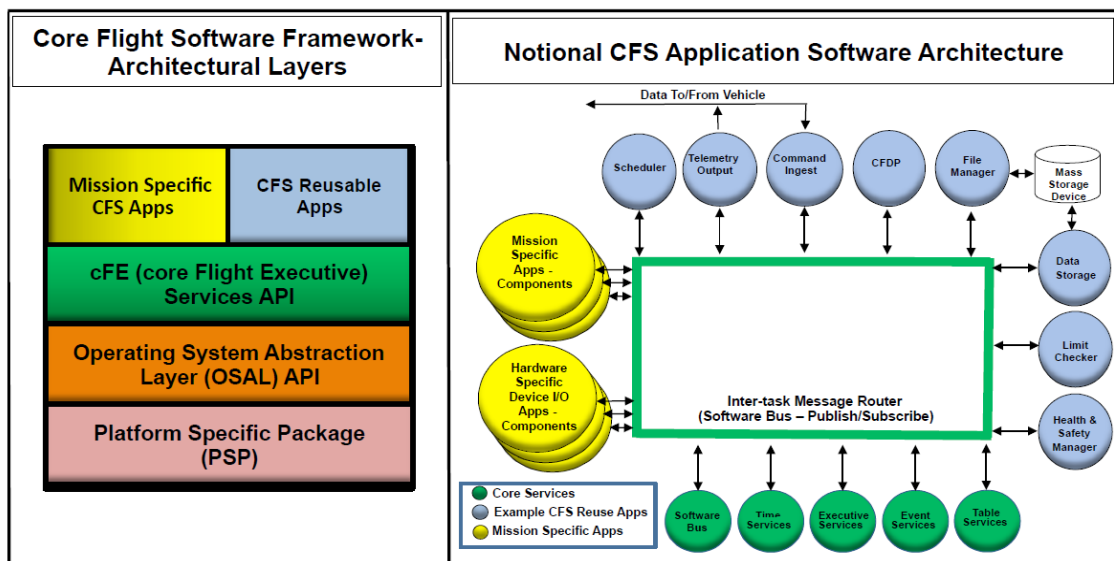 Core Flight Software Framework-
Architectural Layers
Mission Specific
CFS Apps
CFS Reusable
Apps
cFE (core Flight Executive)
Services API
Operating System Abstraction
Layer (OSAL) API
Platform Specific Package
(PSP)
Notional CFS Application Software Architecture
Data To/From Vehicle
Scheduler
Telemetry
Output
Command
Ingest
CFDP
File
Manager
Mass
Storage
Device
Mission
Specific
Apps -
Components
Data
Storage
Hardware
Specific
Device I/O
Apps -
Components
Limit
Checker
Inter-task Message Router
(Software Bus – Publish/Subscribe)
Health &
Safety
Manager
Core Services
Example CFS Reuse Apps
Mission Specific Apps
Software
Bus
Time
Services
Executive
Services
Event
Services
Table
Services